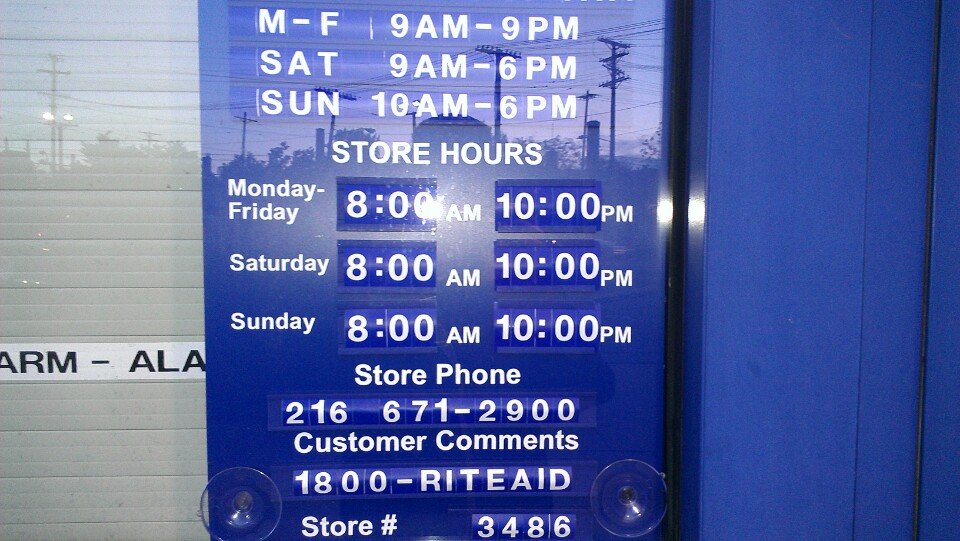 M-F 9AM-9PM
SAT 9AM-6PM
SUN 10AM-6PM
STORE HOURS
Monday-
Friday 8:00 AM 10:00 PM
Saturday 8:00 AM 10:00 PM
Sunday 8:00 AM 10:00 PM
ARM - ALA
Store Phone
216 671-2900
Customer Comments
1800-RITEAID
Store # 3486